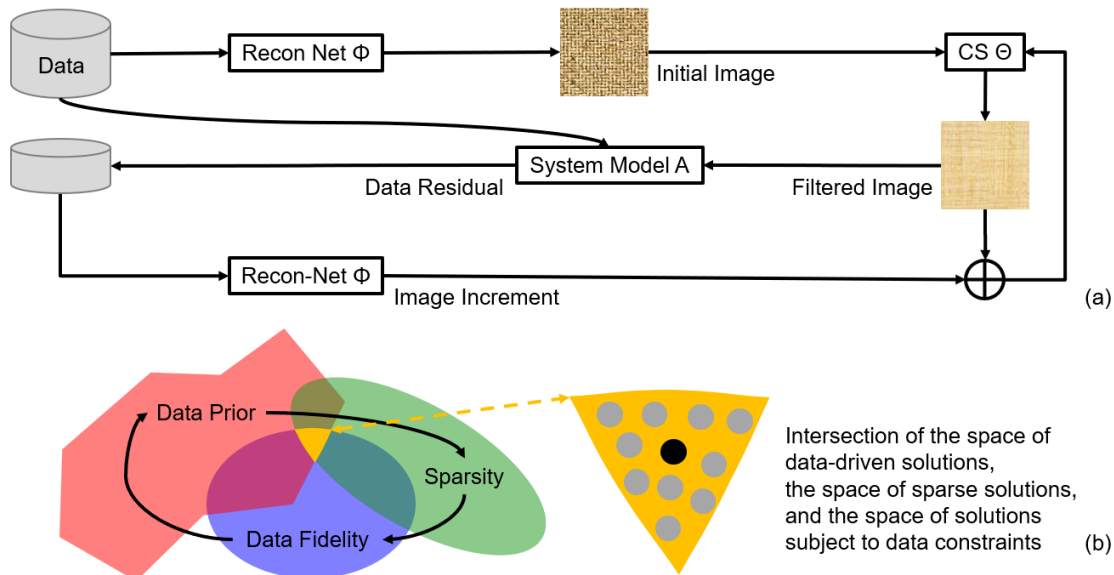 Data
Recon Net Φ
Initial Image
CS Θ
System Model A
Data Residual
Filtered Image
Recon-Net Φ
Image Increment
(a)
Data Prior
Sparsity
Data Fidelity
Intersection of the space of
data-driven solutions,
the space of sparse solutions,
and the space of solutions
subject to data constraints
(b)